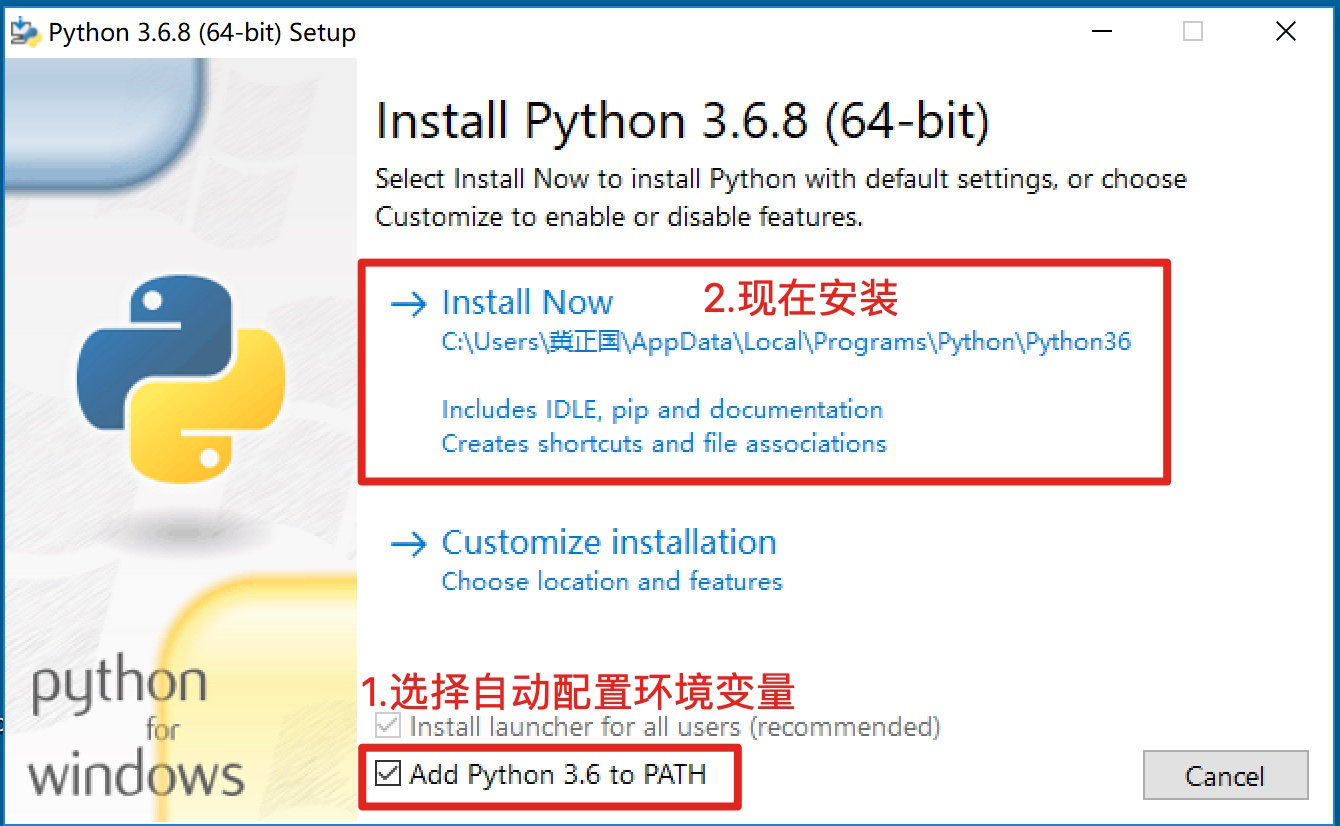 Python 3.6.8 (64-bit) Setup
Install Python 3.6.8 (64-bit)
Select Install Now to install Python with default settings, or choose
Customize to enable or disable features.
Install Now
2.现在安装
C:\Users\冀正国\AppData\Local\Programs\Python\Python36
Includes IDLE, pip and documentation
Creates shortcuts and file associations
Customize installation
Choose location and features
1.选择自动配置环境变量
Install launcher for all users (recommended)
Add Python 3.6 to PATH
Cancel
python
for
windows